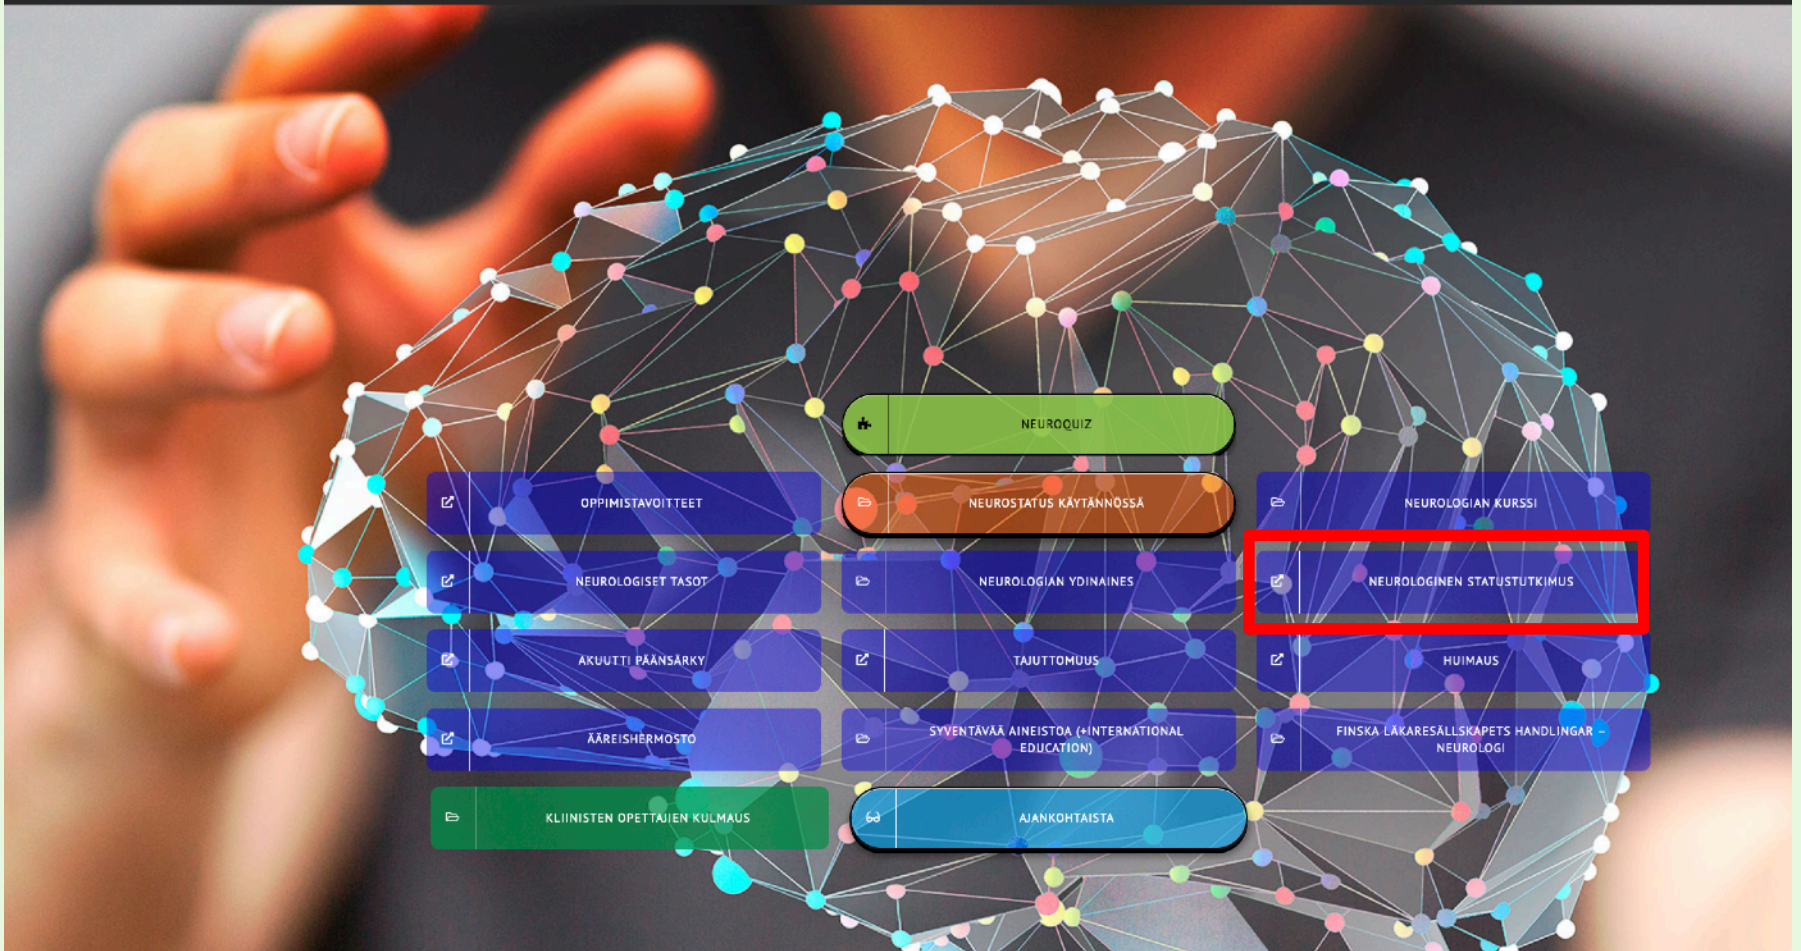 NEUROQUIZ
OPPIMISTAVOITTEET
NEUROSTATUS KÄYTÄNNÖSSÄ
NEUROLOGIAN KURSSI
NEUROLOGISET TASOT
NEUROLOGIAN YDINAINES
NEUROLOGINEN STATUSTUTKIMUS
AKUUTTI PÄÄNSÄRKY
TAJUTTOMUUS
HUIMAUS
ÄÄREISHERMOSTO
SYVENTÄVÄÄ AINEISTOA (+INTERNATIONAL
EDUCATION)
FINSKA LÄKARESÄLLSKAPETS HANDLINGAR –
NEUROLOGI
KLIINISTEN OPETTAJIEN KULMAUS
AJANKOHTAISTA